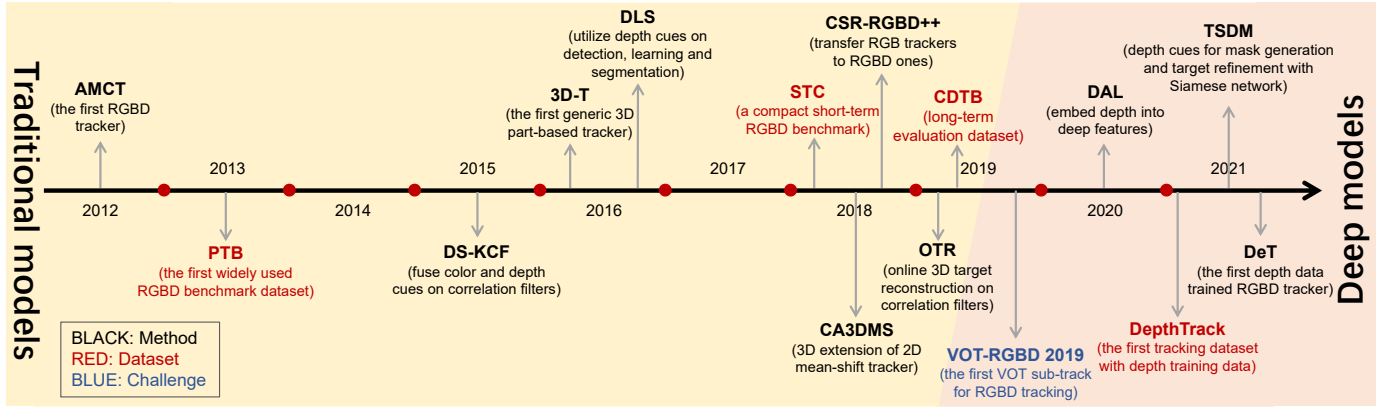 Traditional models
AMCT
(the first RGBD
tracker)
DLS
(utilize depth cues on
detection, learning and
segmentation)
3D-T
(the first generic 3D
part-based tracker)
STC
(a compact short-term
RGBD benchmark)
CSR-RGBD++
(transfer RGB trackers
to RGBD ones)
CDTB
(long-term
evaluation dataset)
DAL
(embed depth into
deep features)
TSDM
(depth cues for mask generation
and target refinement with
Siamese network)
2013
2015
2017
2019
2021
2012
2014
2016
2018
2020
PTB
(the first widely used
RGBD benchmark dataset)
DS-KCF
(fuse color and depth
cues on correlation filters)
CA3DMS
(3D extension of 2D
mean-shift tracker)
OTR
(online 3D target
reconstruction on
correlation filters)
VOT-RGBD 2019
(the first VOT sub-track
for RGBD tracking)
DepthTrack
(the first tracking dataset
with depth training data)
DeT
(the first depth data
trained RGBD tracker)
Deep models
BLACK: Method
RED: Dataset
BLUE: Challenge